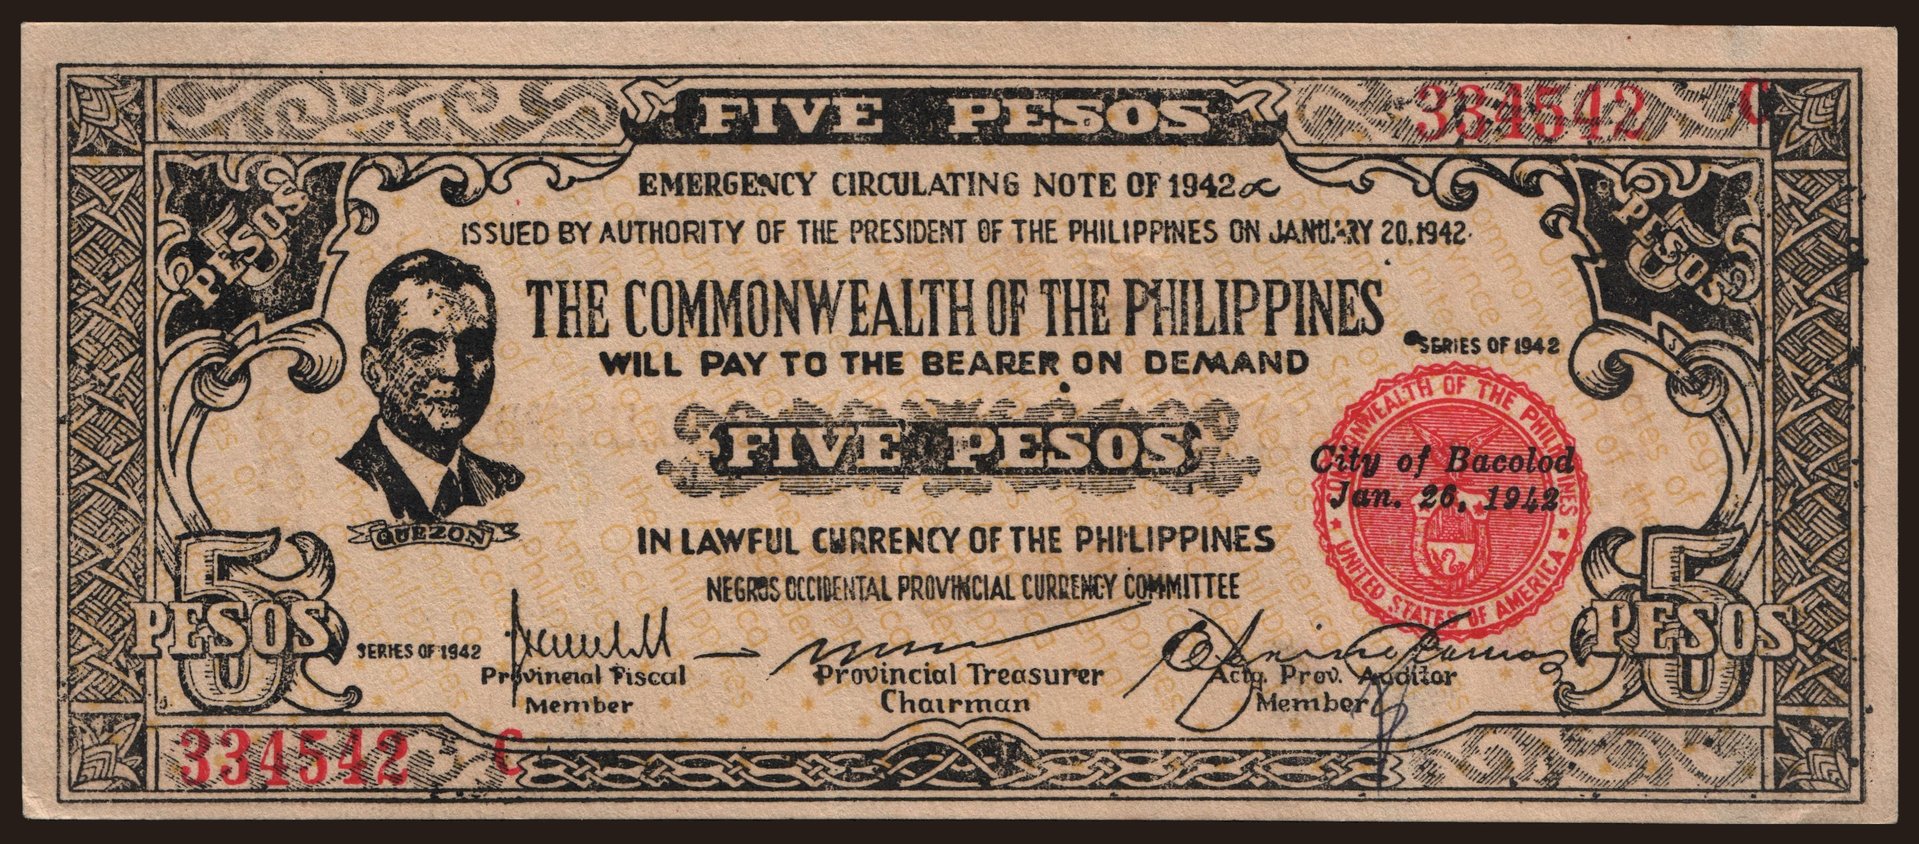 FIVE PESOS
334542 C
5 PESOS
5 PESOS
EMERGENCY CIRCULATING NOTE OF 1942
ISSUED BY AUTHORITY OF THE PRESIDENT OF THE PHILIPPINES ON JANUARY 20, 1942.
THE COMMONWEALTH OF THE PHILIPPINES
SERIES OF 1942
WILL PAY TO THE BEARER ON DEMAND
FIVE PESOS
COMMONWEALTH OF THE PHILIPPINES
UNITED STATES OF AMERICA
City of Bacolod
Jan. 26, 1942
QUEZON
IN LAWFUL CURRENCY OF THE PHILIPPINES
NEGROS OCCIDENTAL PROVINCIAL CURRENCY COMMITTEE
5 PESOS
5 PESOS
SERIES OF 1942
Provincial Fiscal
Member
Provincial Treasurer
Chairman
Actg. Prov. Auditor
Member
334542 C